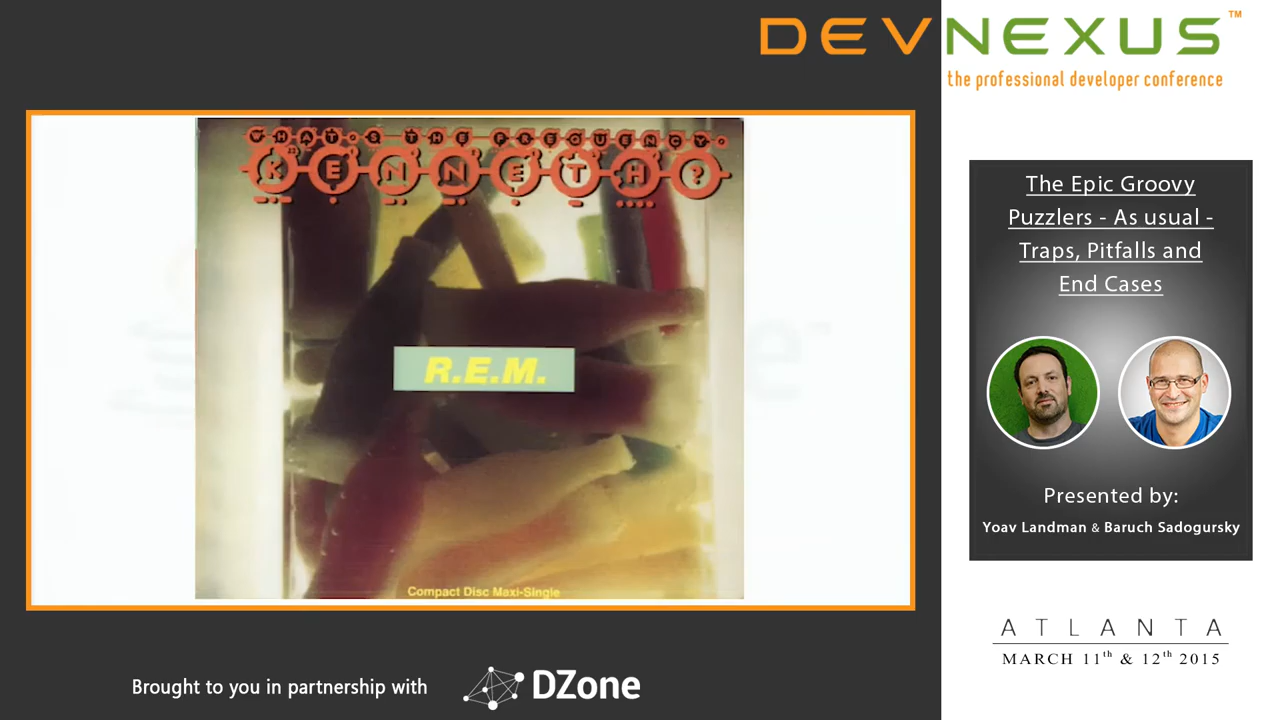 DEVNEXUS™
the professional developer conference
WHAT'S THE FREQUENCY,
KENNETH?
R.E.M.
Compact Disc Maxi-Single
The Epic Groovy
Puzzlers - As usual -
Traps, Pitfalls and
End Cases
Presented by:
Yoav Landman & Baruch Sadogursky
ATLANTA
MARCH 11th & 12th 2015
Brought to you in partnership with
DZone